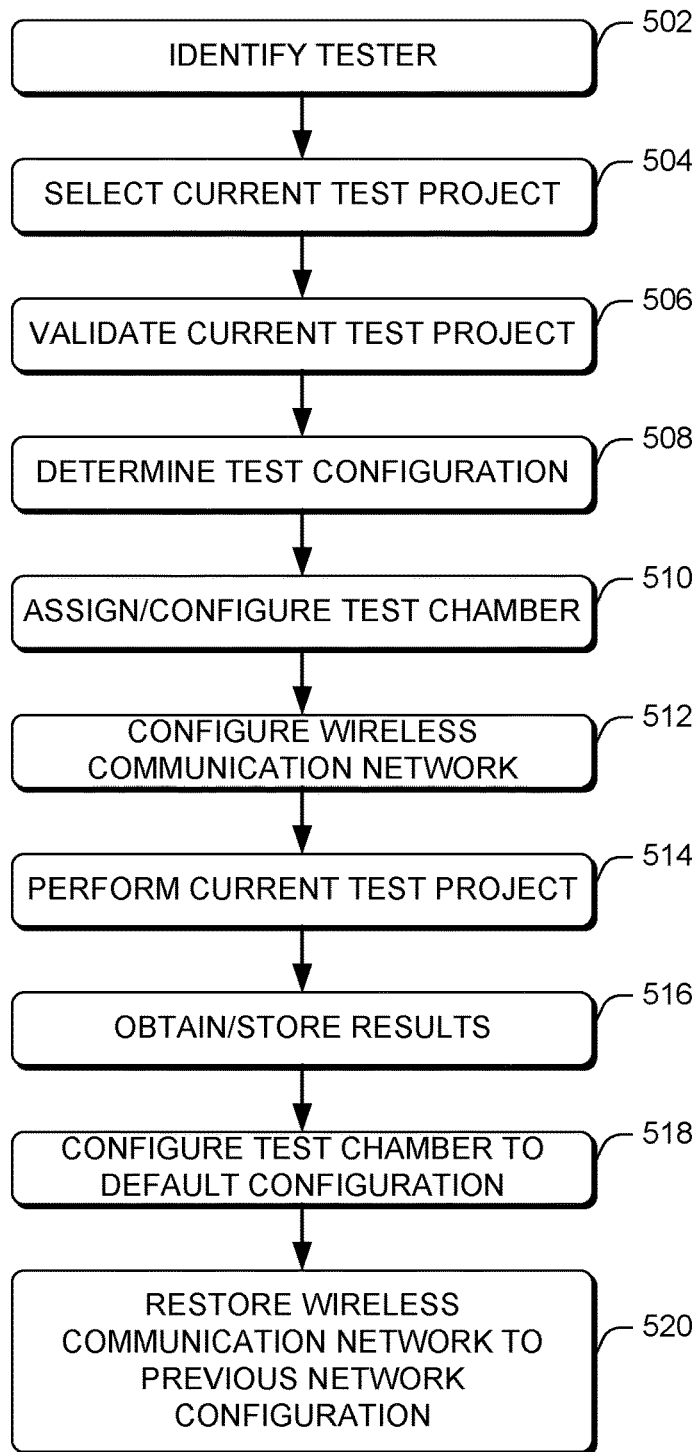 502
IDENTIFY TESTER
504
SELECT CURRENT TEST PROJECT
506
VALIDATE CURRENT TEST PROJECT
508
DETERMINE TEST CONFIGURATION
510
ASSIGN/CONFIGURE TEST CHAMBER
512
CONFIGURE WIRELESS
COMMUNICATION NETWORK
514
PERFORM CURRENT TEST PROJECT
516
OBTAIN/STORE RESULTS
518
CONFIGURE TEST CHAMBER TO
DEFAULT CONFIGURATION
520
RESTORE WIRELESS
COMMUNICATION NETWORK TO
PREVIOUS NETWORK
CONFIGURATION